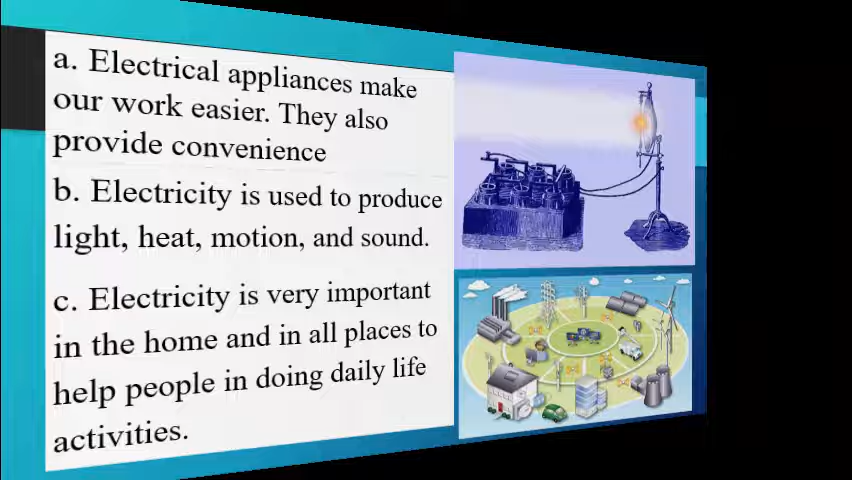 a. Electrical appliances make
our work easier. They also
provide convenience
b. Electricity is used to produce
light, heat, motion, and sound.
c. Electricity is very important
in the home and in all places to
help people in doing daily life
activities.